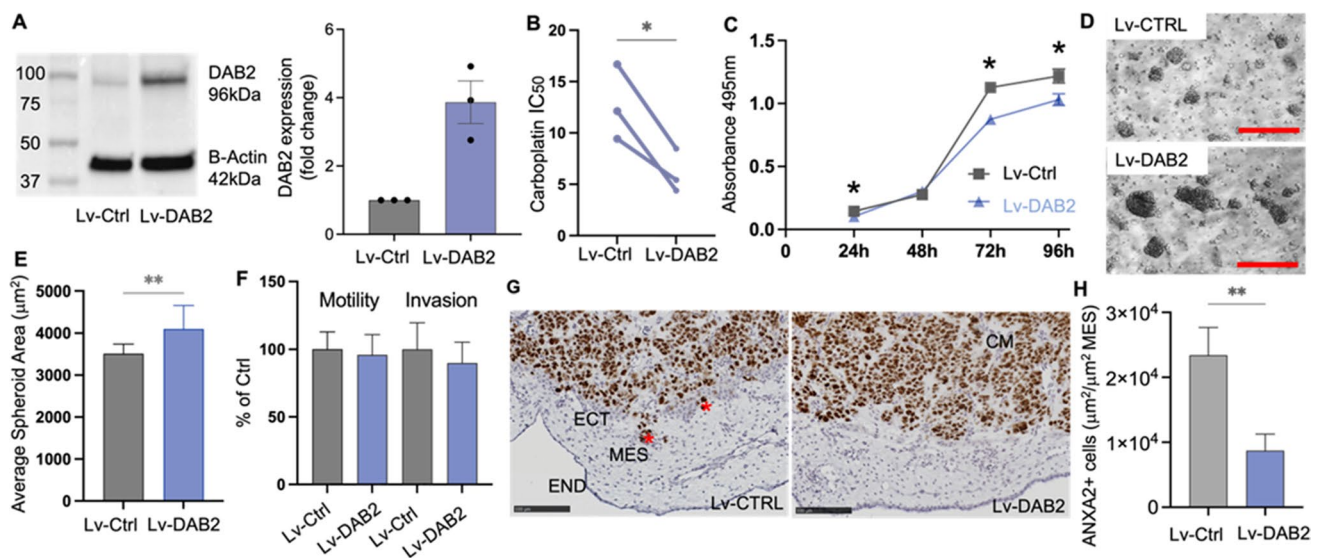 A
100
75
50
37
DAB2
96kDa
B-Actin
42kDa
Lv-Ctrl Lv-DAB2
DAB2 expression
(fold change)
6
4
2
0
Lv-Ctrl Lv-DAB2
B
Carboplatin IC50
20
15
10
5
0
*
Lv-Ctrl Lv-DAB2
C
Absorbance 495nm
1.5
1.0
0.5
0.0
* * *
Lv-Ctrl
Lv-DAB2
0 24h 48h 72h 96h
D
Lv-CTRL
Lv-DAB2
E
Average Spheroid Area (µm²)
5000
4000
3000
2000
1000
0
**
Lv-Ctrl Lv-DAB2
F
% of Ctrl
150
100
50
0
Motility Invasion
Lv-Ctrl Lv-DAB2 Lv-Ctrl Lv-DAB2
G
ECT
MES
END
*
*
Lv-CTRL
CM
Lv-DAB2
H
ANXA2+ cells (µm²/µm² MES)
3×10⁴
2×10⁴
1×10⁴
0
**
Lv-Ctrl Lv-DAB2